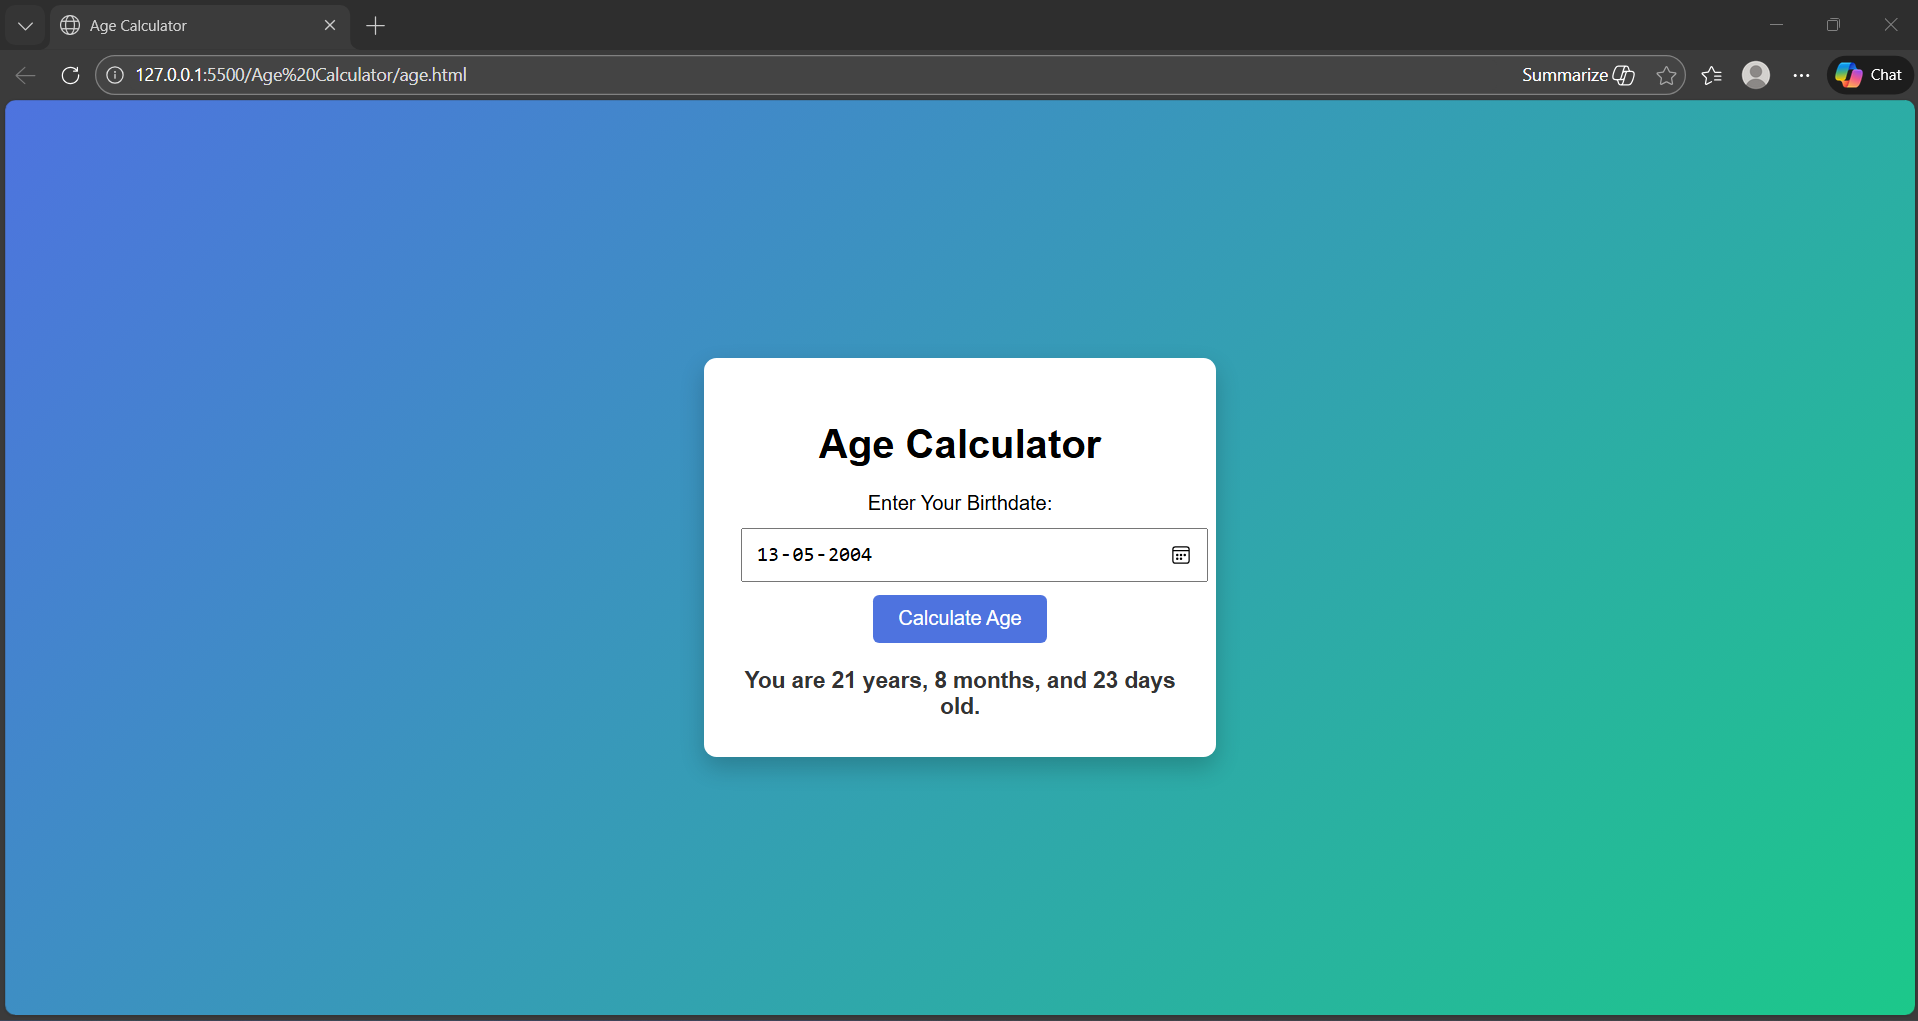 Age Calculator
127.0.0.1:5500/Age%20Calculator/age.html
Summarize
Chat
Age Calculator
Enter Your Birthdate:
13-05-2004
Calculate Age
You are 21 years, 8 months, and 23 days
old.